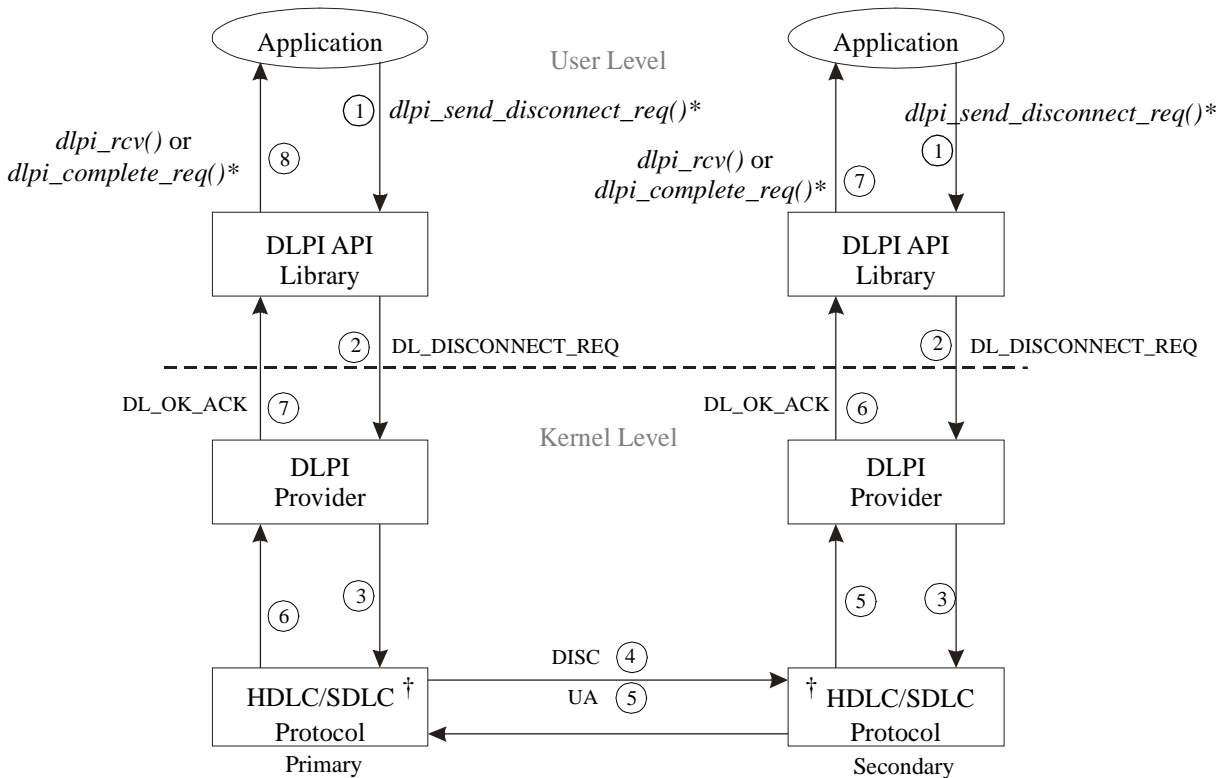 Application
Application
User Level
1
dlpi_send_disconnect_req()*
dlpi_send_disconnect_req()*
dlpi_rcv() or
8
dlpi_complete_req()*
1
dlpi_rcv() or
7
dlpi_complete_req()*
DLPI API
Library
DLPI API
Library
2
DL_DISCONNECT_REQ
2
DL_DISCONNECT_REQ
DL_OK_ACK
7
DL_OK_ACK
6
Kernel Level
DLPI
Provider
DLPI
Provider
6
3
5
3
DISC
4
UA
5
HDLC/SDLC †
Protocol
Primary
† HDLC/SDLC
Protocol
Secondary